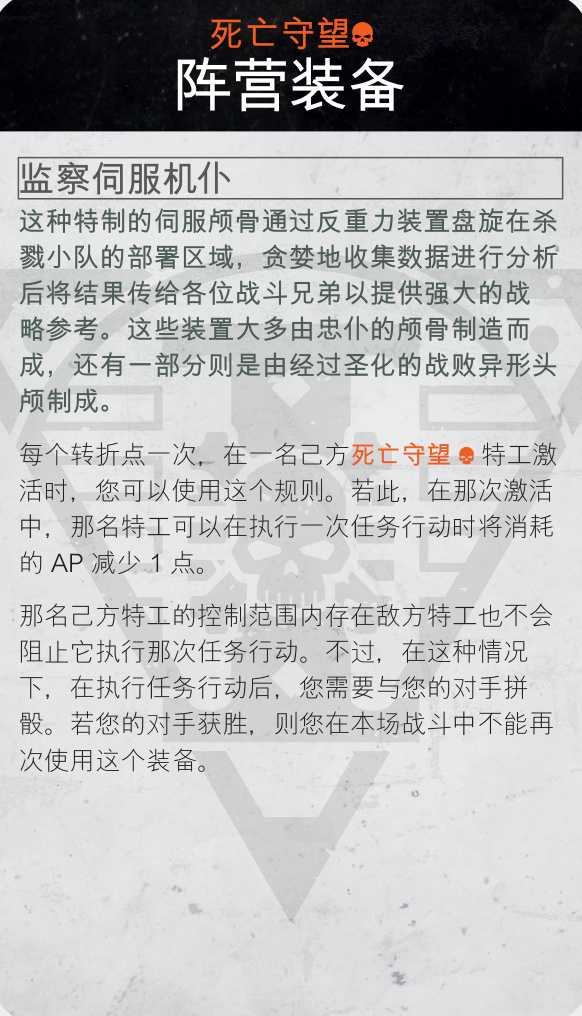 死亡守望
阵营装备
监察伺服机仆
这种特制的伺服颅骨通过反重力装置盘旋在杀
戮小队的部署区域，贪婪地收集数据进行分析
后将结果传给各位战斗兄弟以提供强大的战
略参考。这些装置大多由忠仆的颅骨制造而
成，还有一部分则是由经过圣化的战败异形头
颅制成。
每个转折点一次，在一名己方死亡守望特工激
活时，您可以使用这个规则。若此，在那次激活
中，那名特工可以在执行一次任务行动时将消耗
的 AP 减少 1 点。
那名己方特工的控制范围内存在敌方特工也不会
阻止它执行那次任务行动。不过，在这种情况
下，在执行任务行动后，您需要与您的对手拼
骰。若您的对手获胜，则您在本场战斗中不能再
次使用这个装备。